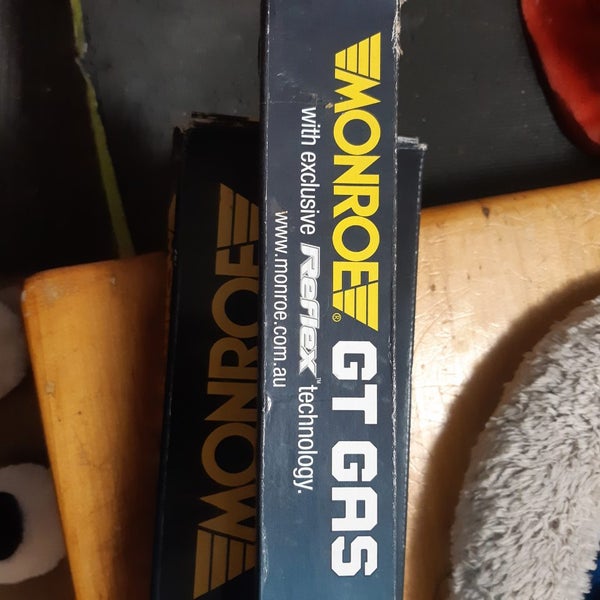 MONROE® GT GAS
with exclusive Reflex™ technology.
www.monroe.com.au
MONROE